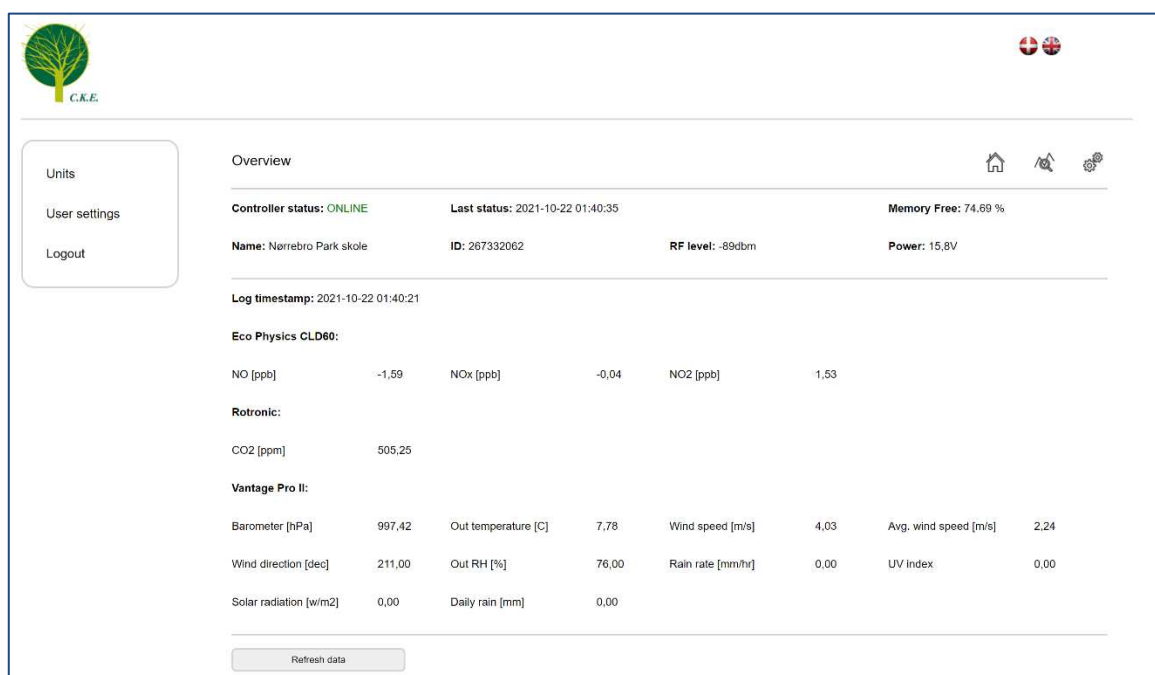 C.K.E.
Units
User settings
Logout
Overview
Controller status: ONLINE Last status: 2021-10-22 01:40:35 Memory Free: 74.69 %
Name: Nørrebro Park skole ID: 267332062 RF level: -89dbm Power: 15,8V
Log timestamp: 2021-10-22 01:40:21
Eco Physics CLD60:
NO [ppb] -1,59 NOx [ppb] -0,04 NO2 [ppb] 1,53
Rotronic:
CO2 [ppm] 505,25
Vantage Pro II:
Barometer [hPa] 997,42 Out temperature [C] 7,78 Wind speed [m/s] 4,03 Avg. wind speed [m/s] 2,24
Wind direction [dec] 211,00 Out RH [%] 76,00 Rain rate [mm/hr] 0,00 UV index 0,00
Solar radiation [w/m2] 0,00 Daily rain [mm] 0,00
Refresh data